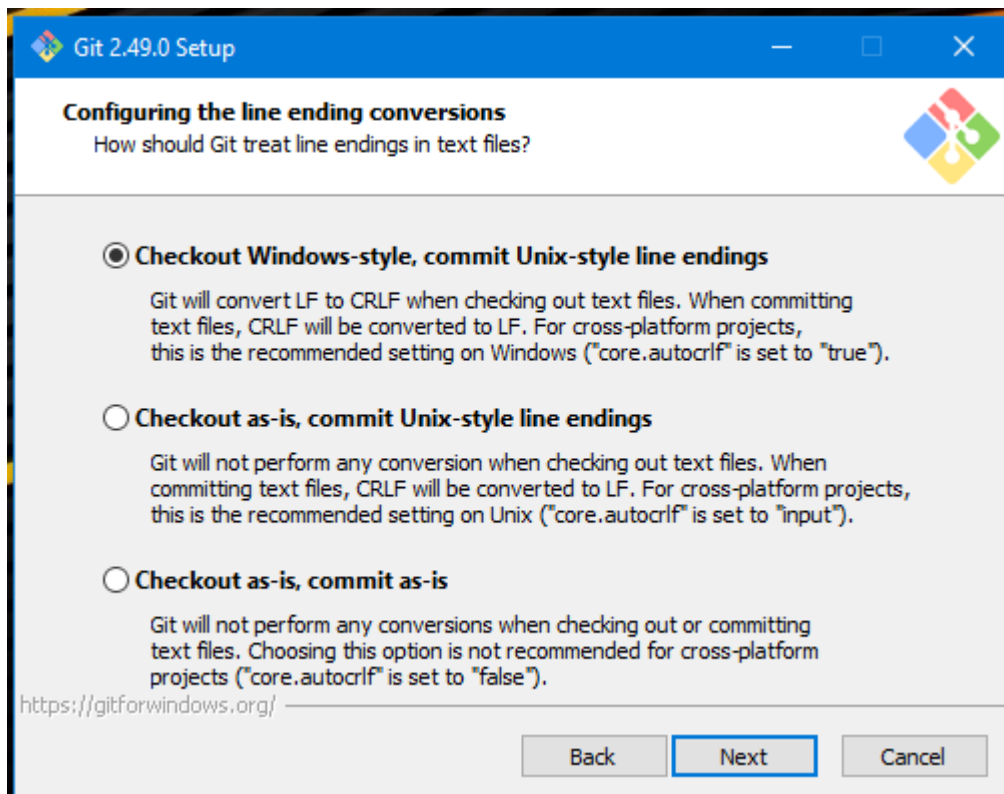 Git 2.49.0 Setup
Configuring the line ending conversions
How should Git treat line endings in text files?
Checkout Windows-style, commit Unix-style line endings
Git will convert LF to CRLF when checking out text files. When committing
text files, CRLF will be converted to LF. For cross-platform projects,
this is the recommended setting on Windows ("core.autocrlf" is set to "true").
Checkout as-is, commit Unix-style line endings
Git will not perform any conversion when checking out text files. When
committing text files, CRLF will be converted to LF. For cross-platform projects,
this is the recommended setting on Unix ("core.autocrlf" is set to "input").
Checkout as-is, commit as-is
Git will not perform any conversions when checking out or committing
text files. Choosing this option is not recommended for cross-platform
projects ("core.autocrlf" is set to "false").
https://gitforwindows.org/
Back
Next
Cancel